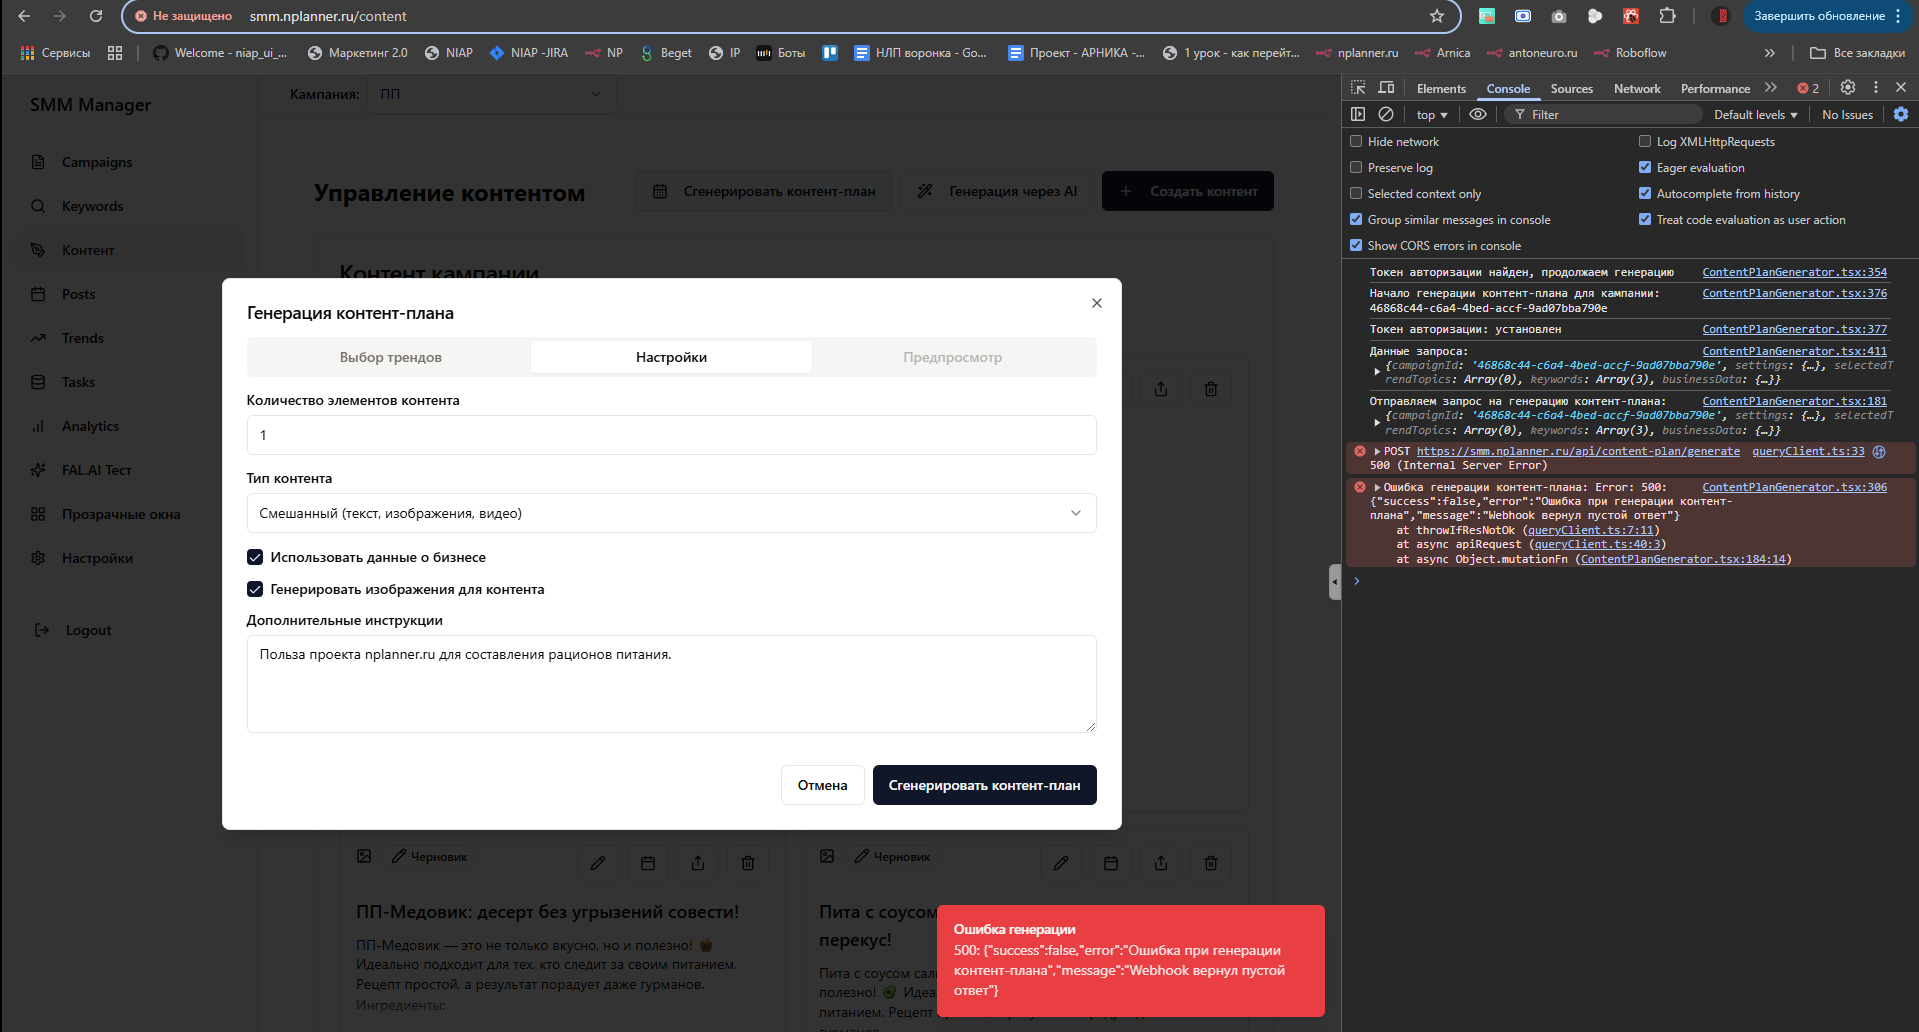 Не защищено
smm.nplanner.ru/content
Завершить обновление
Сервисы
Welcome - niap_ui_...
Маркетинг 2.0
NIAP
NIAP -JIRA
NP
Beget
IP
Боты
НЛП воронка - Go...
Проект - АРНИКА -...
1 урок - как перейт...
nplanner.ru
Arnica
antoneuro.ru
Roboflow
Все закладки
SMM Manager
Campaigns
Keywords
Контент
Posts
Trends
Tasks
Analytics
FAL.AI Тест
Прозрачные окна
Настройки
Logout
Кампания:
ПП
Управление контентом
Сгенерировать контент-план
Генерация через AI
Создать контент
Контент кампании
Генерация контент-плана
Выбор трендов
Настройки
Предпросмотр
Количество элементов контента
1
Тип контента
Смешанный (текст, изображения, видео)
Использовать данные о бизнесе
Генерировать изображения для контента
Дополнительные инструкции
Польза проекта nplanner.ru для составления рационов питания.
Отмена
Сгенерировать контент-план
Черновик
ПП-Медовик: десерт без угрызений совести!
ПП-Медовик — это не только вкусно, но и полезно!
Идеально подходит для тех, кто следит за своим питанием.
Рецепт простой, а результат порадует даже гурманов.
Ингредиенты:
Черновик
Пита с соусом
перекус!
Пита с соусом
полезно! 🥑
питанием. Рецепт
Ошибка генерации
500: {"success":false,"error":"Ошибка при генерации
контент-плана","message":"Webhook вернул пустой
ответ"}
Elements
Console
Sources
Network
Performance
2
top
Filter
Default levels
No Issues
Hide network
Log XMLHttpRequests
Preserve log
Eager evaluation
Selected context only
Autocomplete from history
Group similar messages in console
Treat code evaluation as user action
Show CORS errors in console
Токен авторизации найден, продолжаем генерацию ContentPlanGenerator.tsx:354
Начало генерации контент-плана для кампании: ContentPlanGenerator.tsx:376
46868c44-c6a4-4bed-accf-9ad07bba790e
Токен авторизации: установлен ContentPlanGenerator.tsx:377
Данные запроса: ContentPlanGenerator.tsx:411
{campaignId: '46868c44-c6a4-4bed-accf-9ad07bba790e', settings: {…}, selectedT
rendTopics: Array(0), keywords: Array(3), businessData: {…}}
Отправляем запрос на генерацию контент-плана: ContentPlanGenerator.tsx:181
{campaignId: '46868c44-c6a4-4bed-accf-9ad07bba790e', settings: {…}, selectedT
rendTopics: Array(0), keywords: Array(3), businessData: {…}}
POST https://smm.nplanner.ru/api/content-plan/generate queryClient.ts:33
500 (Internal Server Error)
Ошибка генерации контент-плана: Error: 500: ContentPlanGenerator.tsx:306
{"success":false,"error":"Ошибка при генерации контент-
плана","message":"Webhook вернул пустой ответ"}
at throwIfResNotOk (queryClient.ts:7:11)
at async apiRequest (queryClient.ts:40:3)
at async Object.mutationFn (ContentPlanGenerator.tsx:184:14)